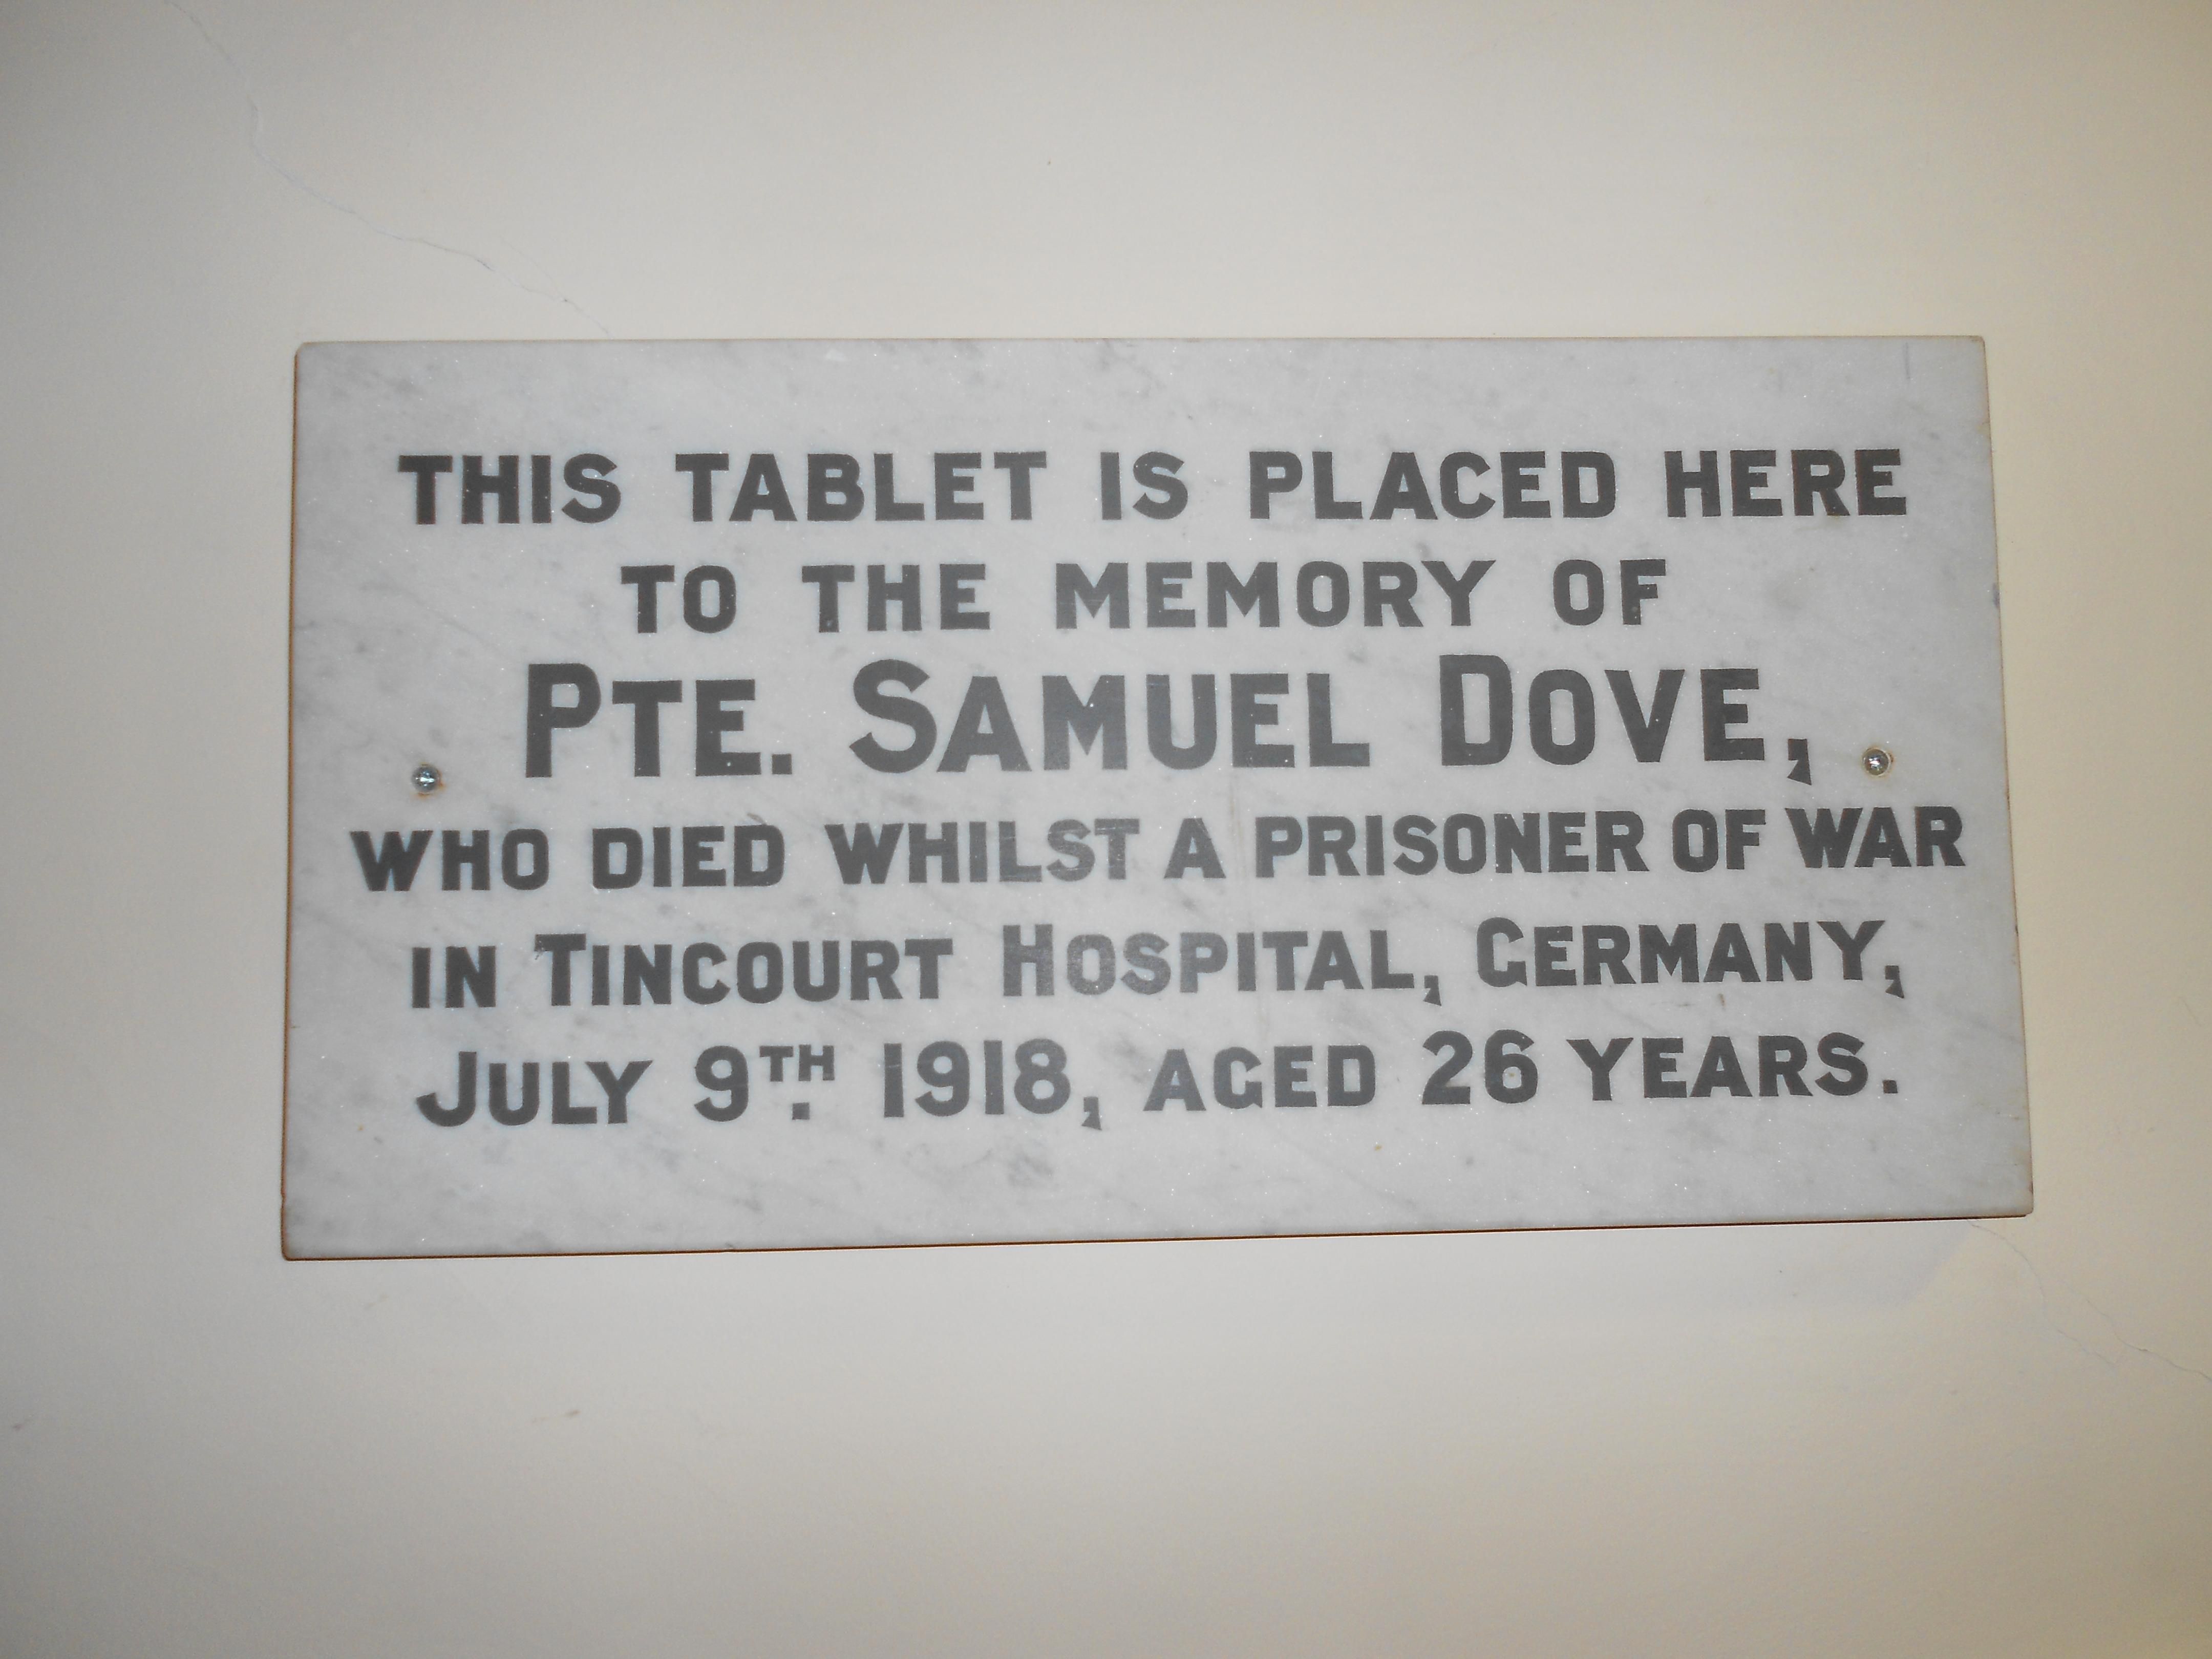 THIS TABLET IS PLACED HERE
TO THE MEMORY OF
PTE. SAMUEL DOVE,
WHO DIED WHILST A PRISONER OF WAR
IN TINCOURT HOSPITAL, GERMANY,
JULY 9TH. 1918, AGED 26 YEARS.